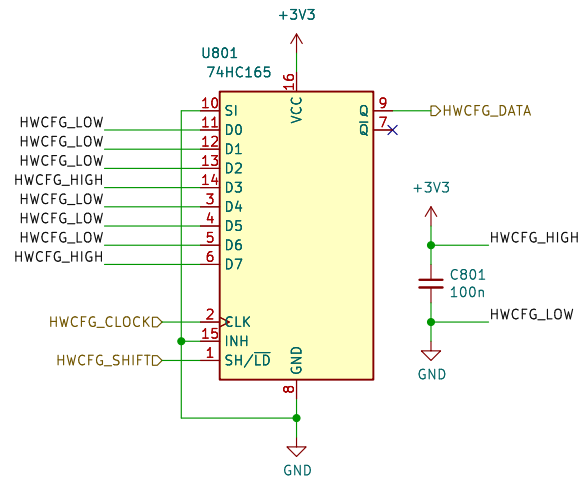 +3V3
U801
74HC165
16
VCC
10 SI
Q 9 HWCFG_DATA
HWCFG_LOW 11 D0
Q 7
HWCFG_LOW 12 D1
HWCFG_LOW 13 D2
HWCFG_HIGH 14 D3
HWCFG_LOW 3 D4
HWCFG_LOW 4 D5
HWCFG_LOW 5 D6
HWCFG_HIGH 6 D7
HWCFG_CLOCK 2 CLK
15 INH
HWCFG_SHIFT 1 SH/LD
GND
8
GND
+3V3
HWCFG_HIGH
C801
100n
HWCFG_LOW
GND